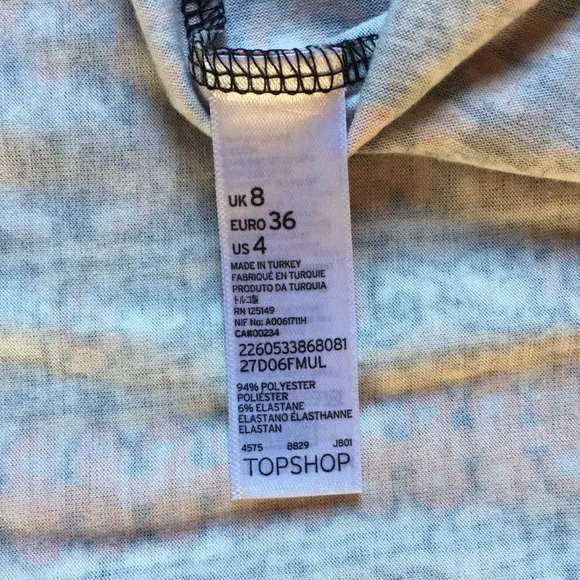 UK 8
EURO 36
US 4
MADE IN TURKEY
FABRIQUÉ EN TURQUIE
PRODUTO DA TURQUIA
トルコ製
RN 125149
NIF No: A0061711H
CA#00234
2260533868081
27D06FMUL
94% POLYESTER
POLIÉSTER
6% ELASTANE
ELASTANO ÉLASTHANNE
ELASTAN
4575 8829 JB01
TOPSHOP